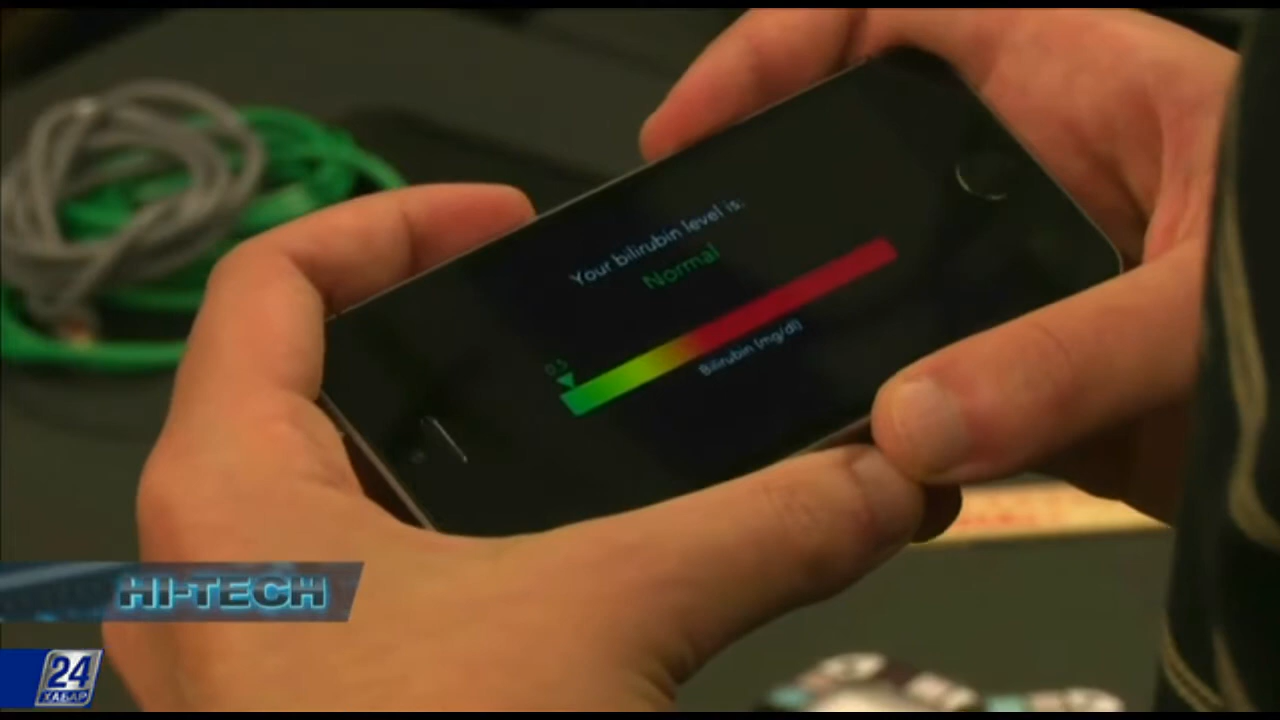 Your bilirubin level is:
Normal
0.5
Bilirubin (mg/dl)
HI-TECH
24
ХАБАР